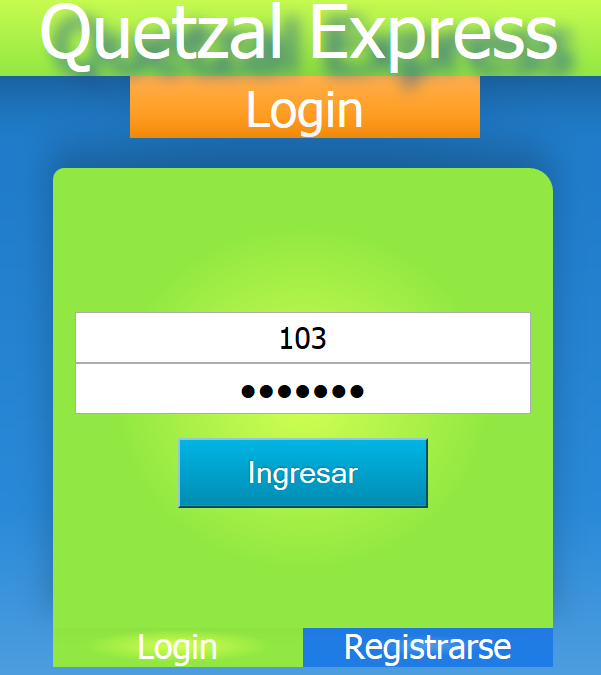 Quetzal Express
Login
103
•••••••
Ingresar
Login Registrarse